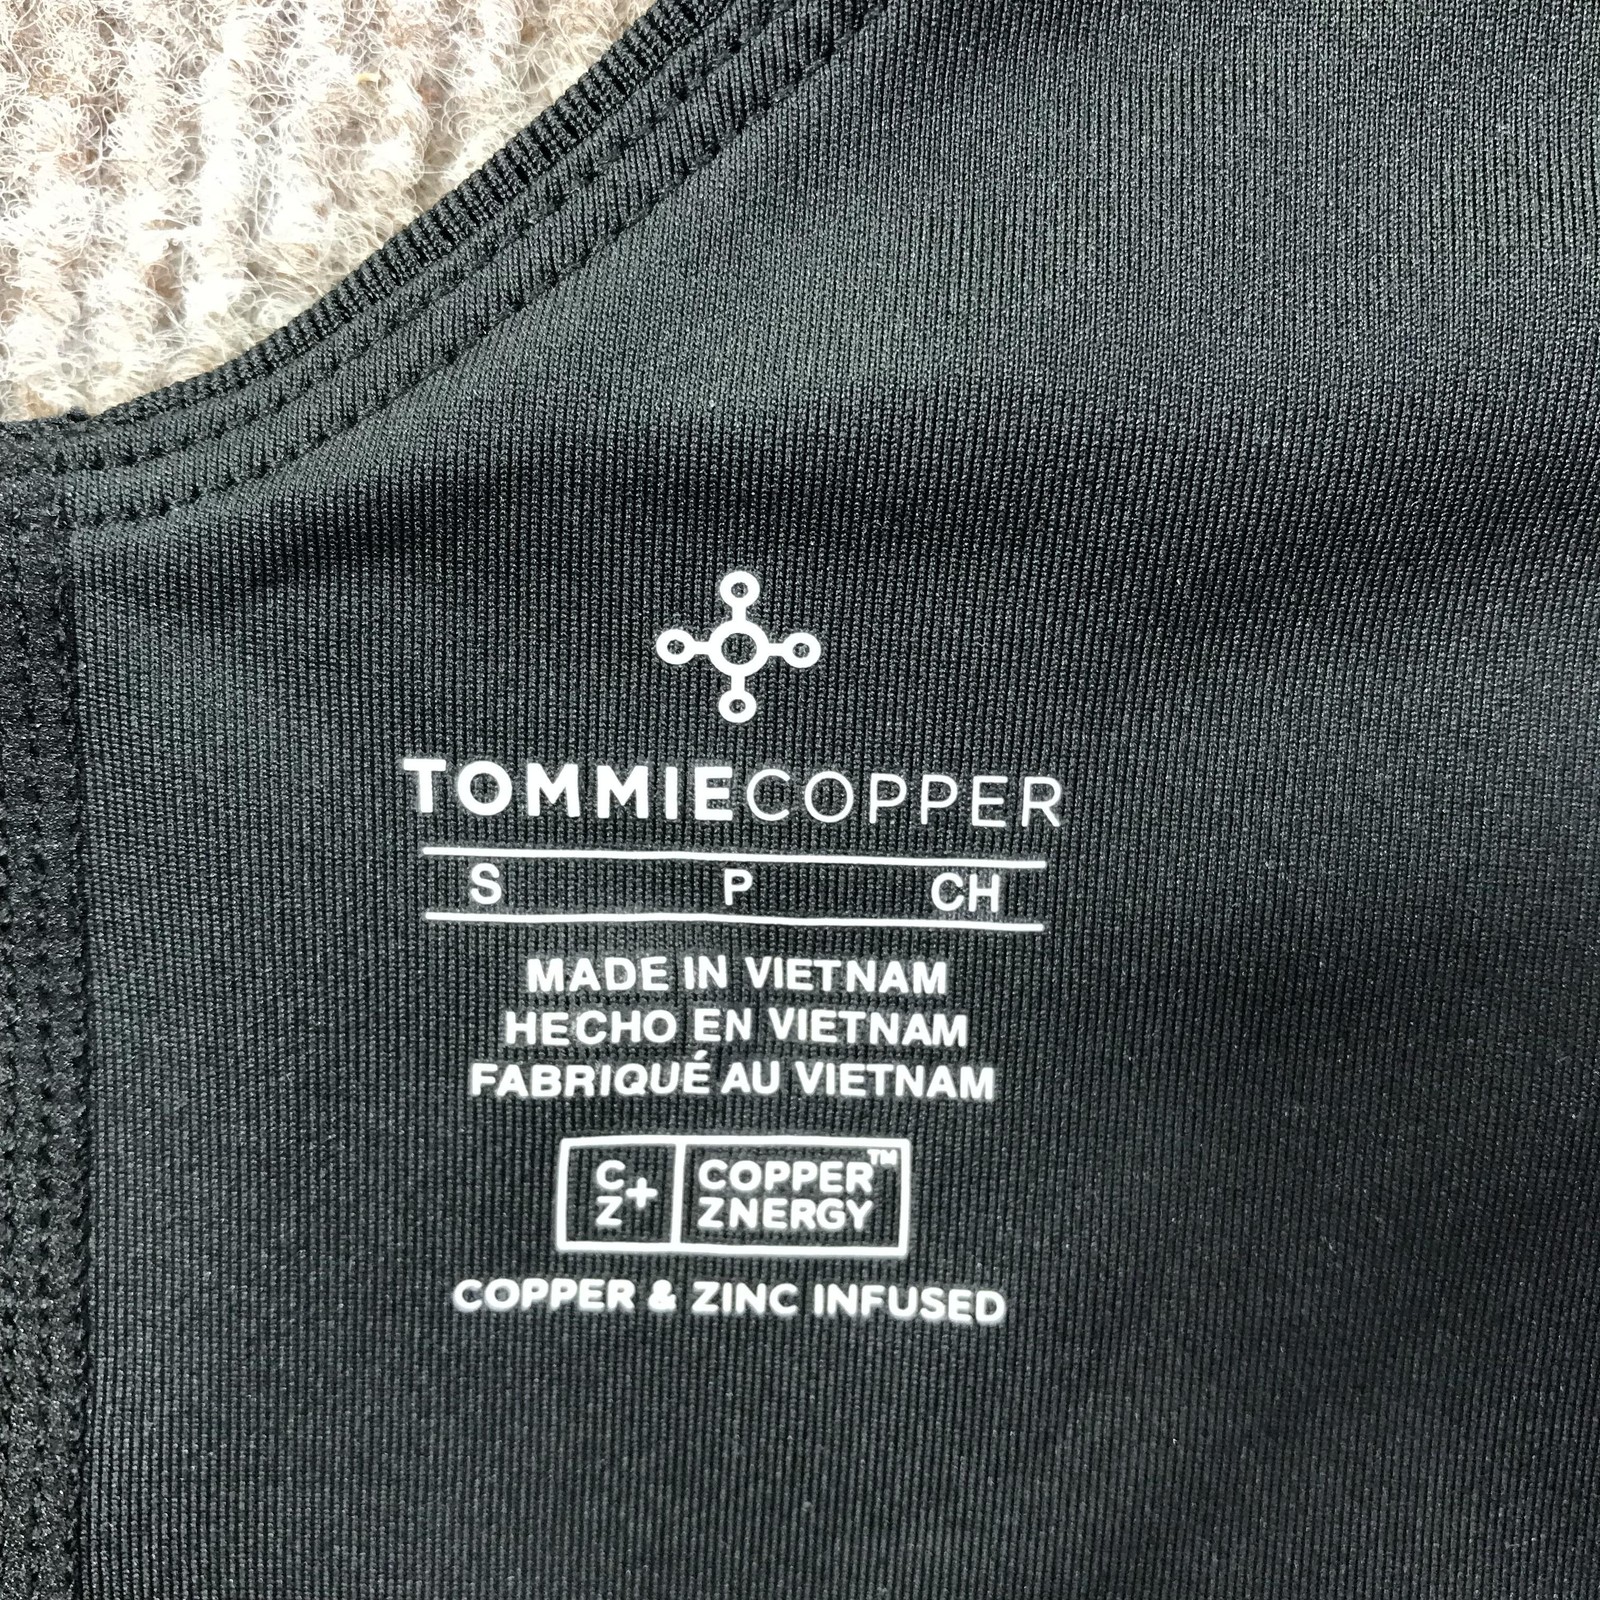 TOMMIECOPPER
S P CH
MADE IN VIETNAM
HECHO EN VIETNAM
FABRIQUÉ AU VIETNAM
C
Z+
COPPER™
ZNERGY
COPPER & ZINC INFUSED